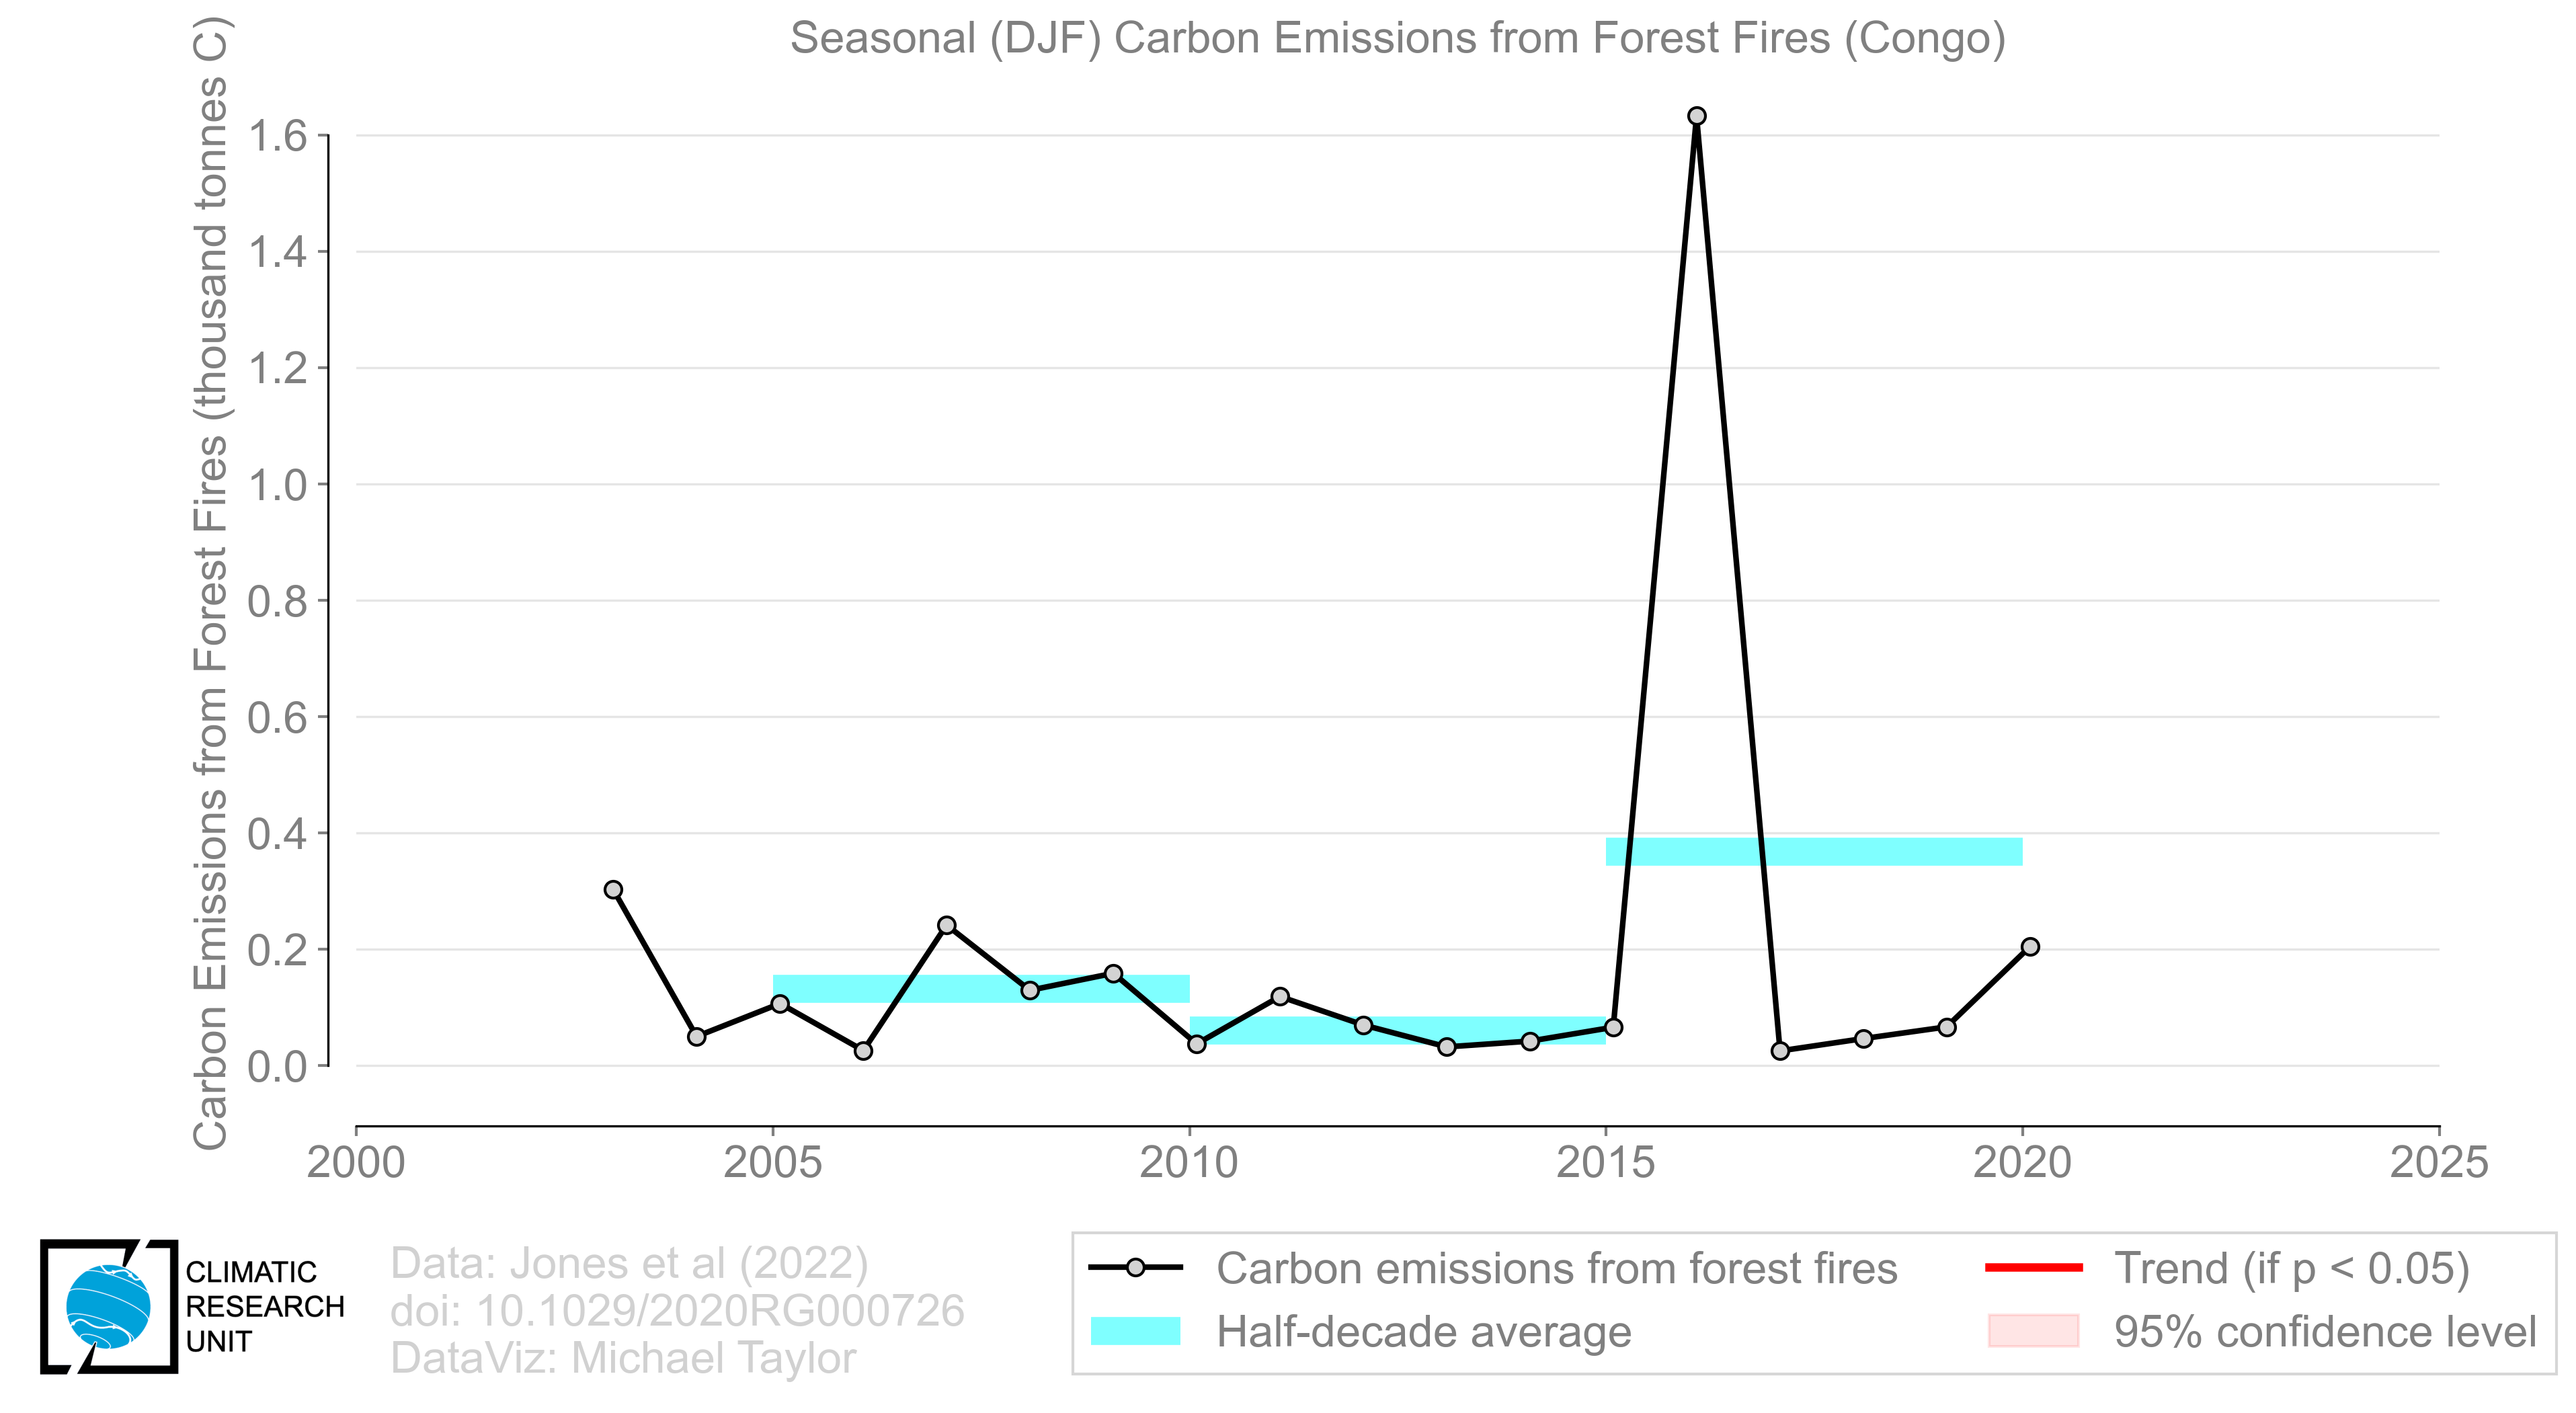 Seasonal (DJF) Carbon Emissions from Forest Fires (Congo)
Carbon Emissions from Forest Fires (thousand tonnes C)
1.6
1.4
1.2
1.0
0.8
0.6
0.4
0.2
0.0
2000 2005 2010 2015 2020 2025
CLIMATIC
RESEARCH
UNIT
Data: Jones et al (2022)
doi: 10.1029/2020RG000726
DataViz: Michael Taylor
Carbon emissions from forest fires
Half-decade average
Trend (if p < 0.05)
95% confidence level